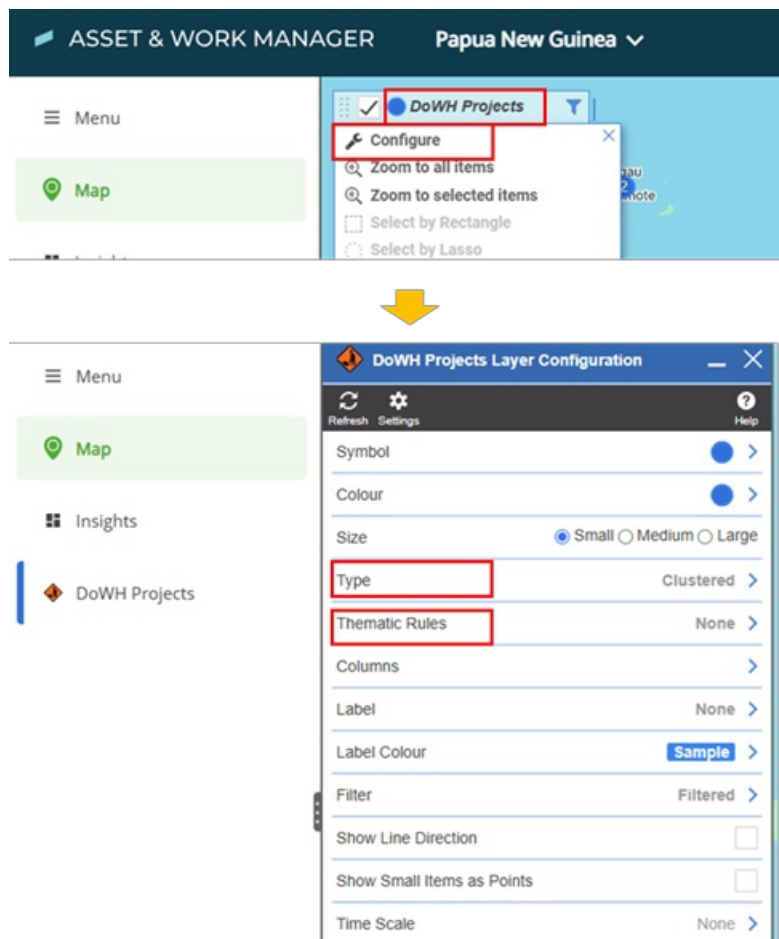 ASSET & WORK MANAGER Papua New Guinea
Menu
DoWH Projects
Configure
Map
Zoom to all items
Zoom to selected items
2
Select by Rectangle
Select by Lasso
DoWH Projects Layer Configuration
Menu
Refresh Settings Help
Map
Symbol
Colour
Insights
Size Small Medium Large
DoWH Projects
Type Clustered
Thematic Rules None
Columns
Label None
Label Colour Sample
Filter Filtered
Show Line Direction
Show Small Items as Points
Time Scale None